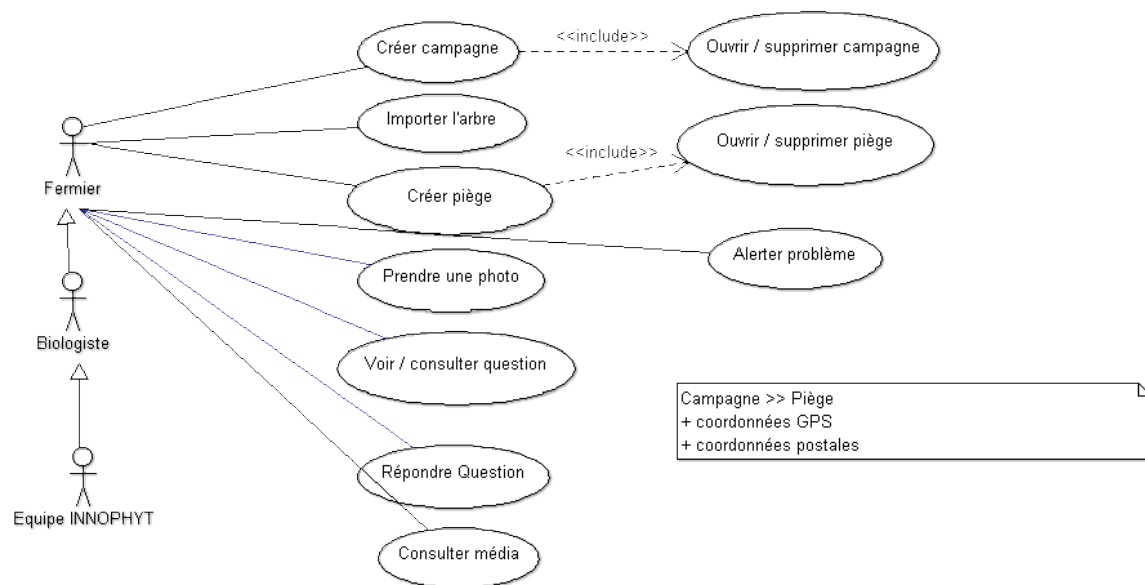 Créer campagne
<<include>>
Ouvrir / supprimer campagne
Importer l'arbre
Ouvrir / supprimer piège
<<include>>
Fermier
Créer piège
Alerter problème
Prendre une photo
Biologiste
Voir / consulter question
Campagne >> Piège
+ coordonnées GPS
+ coordonnées postales
Répondre Question
Equipe INNOPHYT
Consulter média